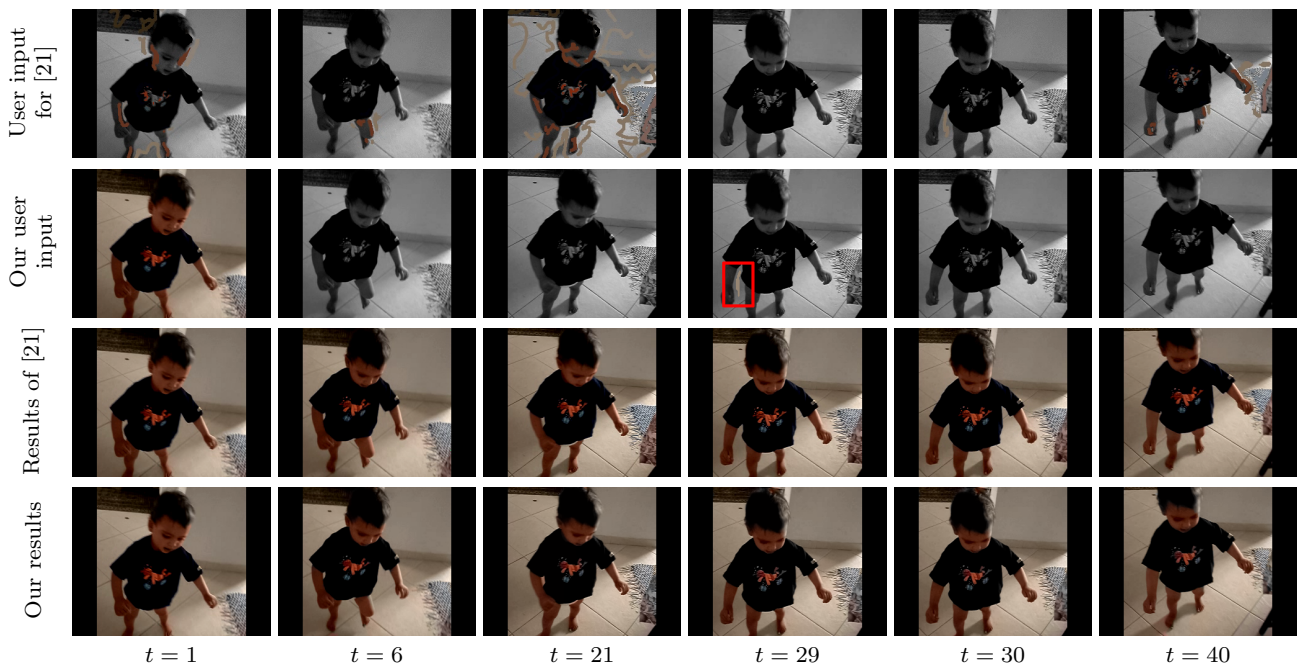 User input
for [21]
Our user
input
Results of [21]
Our results
t = 1
t = 6
t = 21
t = 29
t = 30
t = 40